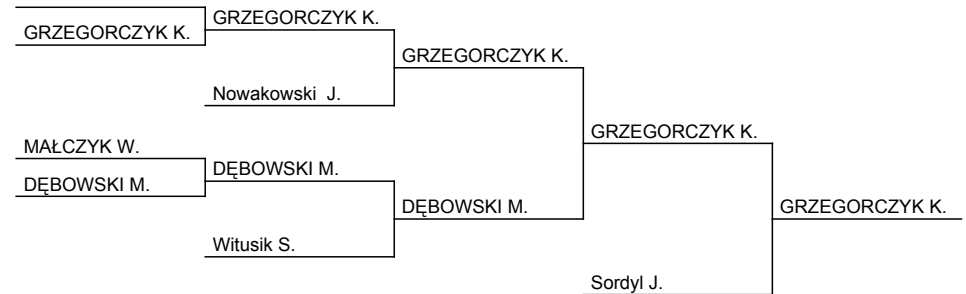 GRZEGORCZYK K.
GRZEGORCZYK K.
GRZEGORCZYK K.
Nowakowski J.
GRZEGORCZYK K.
MAŁCZYK W.
DĘBOWSKI M.
DĘBOWSKI M.
DĘBOWSKI M.
GRZEGORCZYK K.
Witusik S.
Sordyl J.